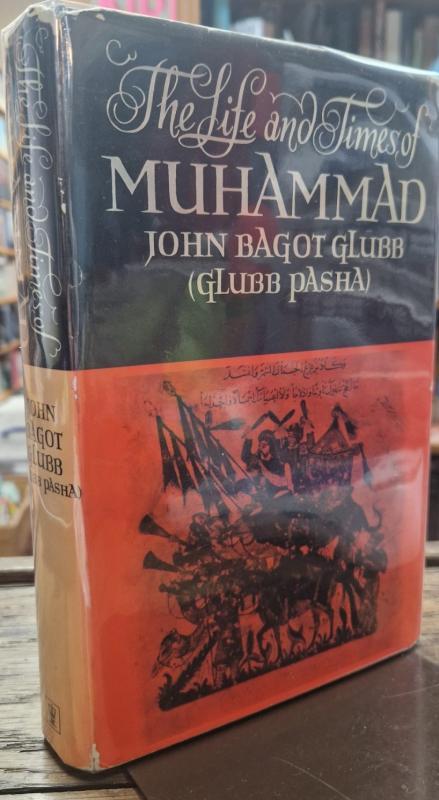 The Life and Times of
MUHAMMAD
JOHN BAGOT GLUBB
(GLUBB PASHA)
The Life and Times of
JOHN
BAGOT
GLUBB
PASHA)